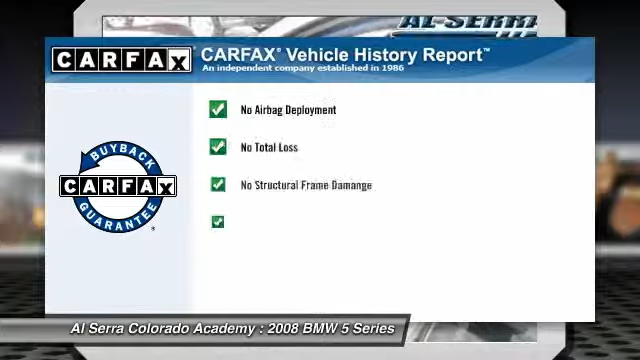 AL SERRA
CARFAX
CARFAX® Vehicle History Report™
An independent company established in 1986
No Airbag Deployment
No Total Loss
No Structural Frame Damange
BUYBACK
CARFAX
GUARANTEE®
Al Serra Colorado Academy : 2008 BMW 5 Series